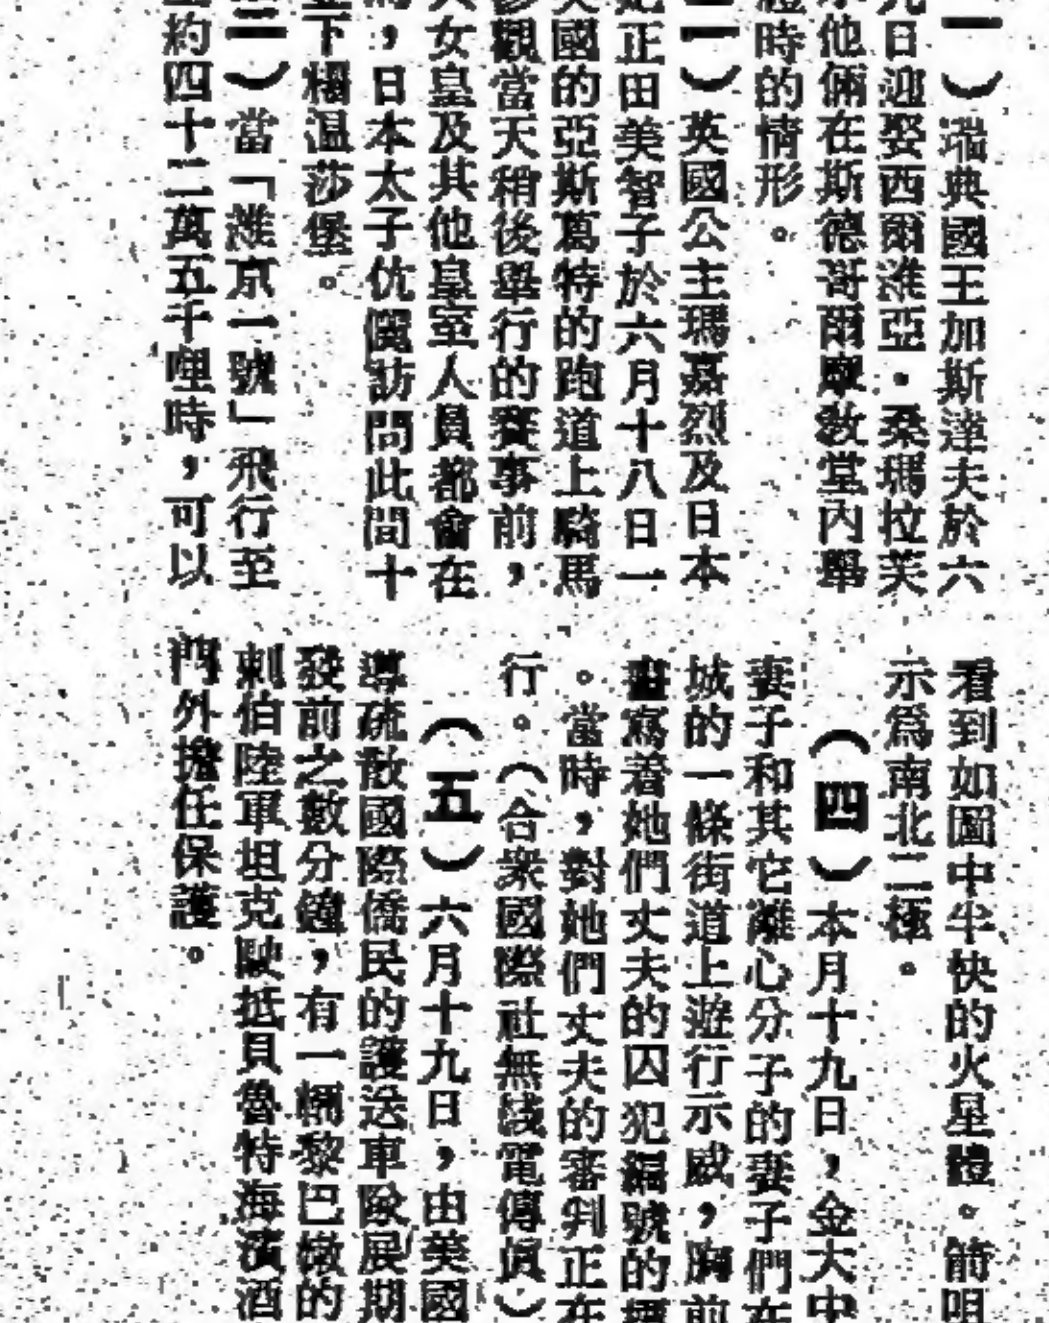 一）瑞典國王加斯達夫於六
九日迎娶西爾維亞・桑瑪拉芙
他倆在斯德哥爾摩教堂內舉
禮時的情形。
二）英國公主瑪嘉烈及日本
妃正田美智子於六月十八日一
英國的亞斯葛特的跑道上騎馬
參觀當天稍後舉行的賽事前，
女皇及其他皇室人員都會在
，日本太子伉儷訪問此間十
下榻溫莎堡。
三）當「維京一號」飛行至
約四十二萬五千哩時，可以
看到如圖中半快的火星體。箭咀
示爲南北二極。
（四）本月十九日，金大中
妻子和其它離心分子的妻子們在
城的一條街道上遊行示威，胸前
書寫着她們丈夫的囚犯編號的標
。當時，對她們丈夫的審判正在
行。（合衆國際社無綫電傳眞）
（五）六月十九日，由美國
導疏散國際僑民的護送車隊展期
發前之數分鐘，有一輛黎巴嫩的
剌伯陸軍坦克駛抵貝魯特海濱酒
門外擔任保護。